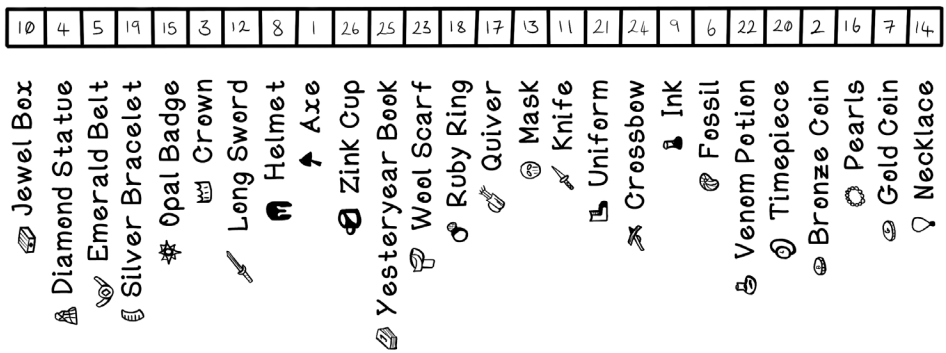 10 4 5 19 15 3 12 8 1 26 25 23 18 17 13 11 21 24 9 6 22 20 2 16 7 14
Jewel Box
Diamond Statue
Emerald Belt
Silver Bracelet
Opal Badge
Crown
Long Sword
Helmet
Axe
Zink Cup
Yesteryear Book
Wool Scarf
Ruby Ring
Quiver
Mask
Knife
Uniform
Crossbow
Ink
Fossil
Venom Potion
Timepiece
Bronze Coin
Pearls
Gold Coin
Necklace